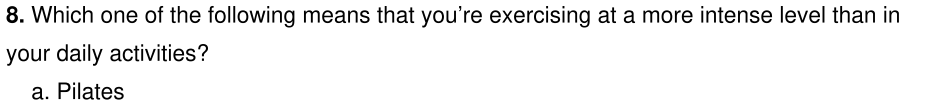 8. Which one of the following means that you're exercising at a more intense level than in
your daily activities?
a. Pilates